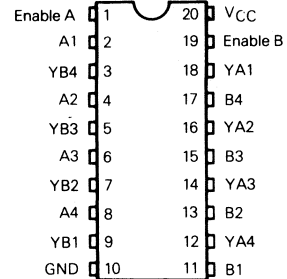 Enable A 1 20 VCC
A1 2 19 Enable B
YB4 3 18 YA1
A2 4 17 B4
YB3 5 16 YA2
A3 6 15 B3
YB2 7 14 YA3
A4 8 13 B2
YB1 9 12 YA4
GND 10 11 B1